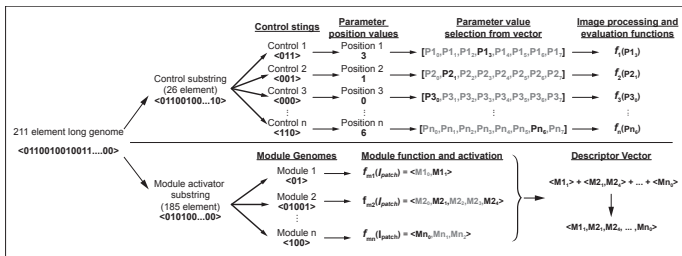 Control stings
Parameter position values
Parameter value selection from vector
Image processing and evaluation functions
Control 1 <011>
Position 1 3
[P1₀,P1₁,P1₂,P1₃,P1₄,P1₅,P1₆,P1₇]
f₁(P1₃)
Control 2 <001>
Position 2 1
[P2₀,P2₁,P2₂,P2₃,P2₄,P2₅,P2₆,P2₇]
f₂(P2₁)
Control 3 <000>
Position 3 0
[P3₀,P3₁,P3₂,P3₃,P3₄,P3₅,P3₆,P3₇]
f₃(P3₀)
Control n <110>
Position n 6
[Pn₀,Pn₁,Pn₂,Pn₃,Pn₄,Pn₅,Pn₆,Pn₇]
fₙ(Pn₆)
Control substring
(26 element)
<01100100...10>
211 element long genome
<0110010010011....00>
Module activator
substring
(185 element)
<010100...00>
Module Genomes
Module function and activation
Descriptor Vector
Module 1 <01>
fₘ₁(Iₚₐₜcₕ) = <M1₀,M1₁>
Module 2 <01001>
fₘ₂(Iₚₐₜcₕ) = <M2₀,M2₁,M2₂,M2₃,M2₄>
Module n <100>
fₘₙ(Iₚₐₜcₕ) = <Mn₀,Mn₁,Mn₂>
<M1₁> + <M2₁,M2₄> + ... + <Mn₀>
<M1₁,M2₁,M2₄, ... , Mn₀>